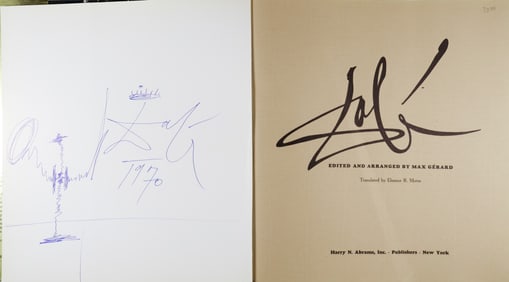 Dalí
1970
Dalí
EDITED AND ARRANGED BY MAX GÉRARD
Translated by Eleanor R. Morse
Harry N. Abrams, Inc. · Publishers · New York